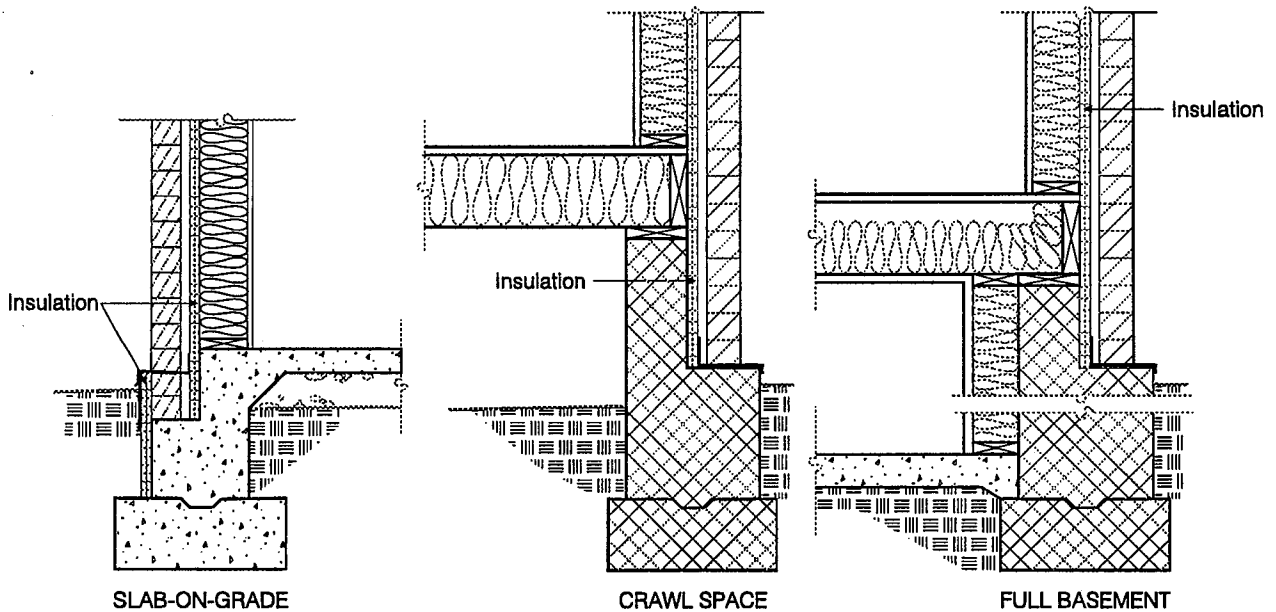 Insulation
Insulation
Insulation
SLAB-ON-GRADE
CRAWL SPACE
FULL BASEMENT